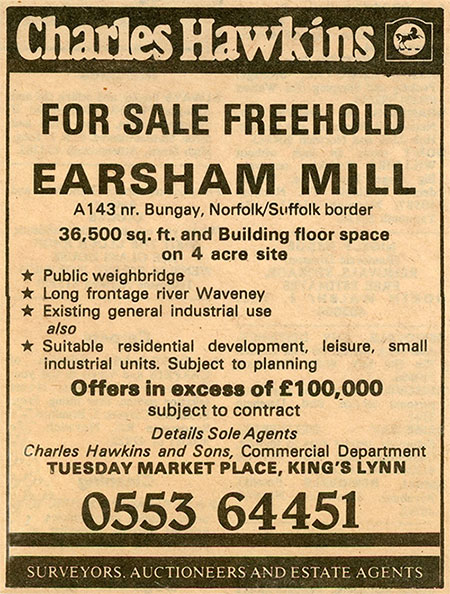 Charles Hawkins
FOR SALE FREEHOLD
EARSHAM MILL
A143 nr. Bungay, Norfolk/Suffolk border
36,500 sq. ft. and Building floor space
on 4 acre site
★ Public weighbridge
★ Long frontage river Waveney
★ Existing general industrial use
also
★ Suitable residential development, leisure, small
industrial units. Subject to planning
Offers in excess of £100,000
subject to contract
Details Sole Agents
Charles Hawkins and Sons, Commercial Department
TUESDAY MARKET PLACE, KING'S LYNN
0553 64451
SURVEYORS. AUCTIONEERS AND ESTATE AGENTS